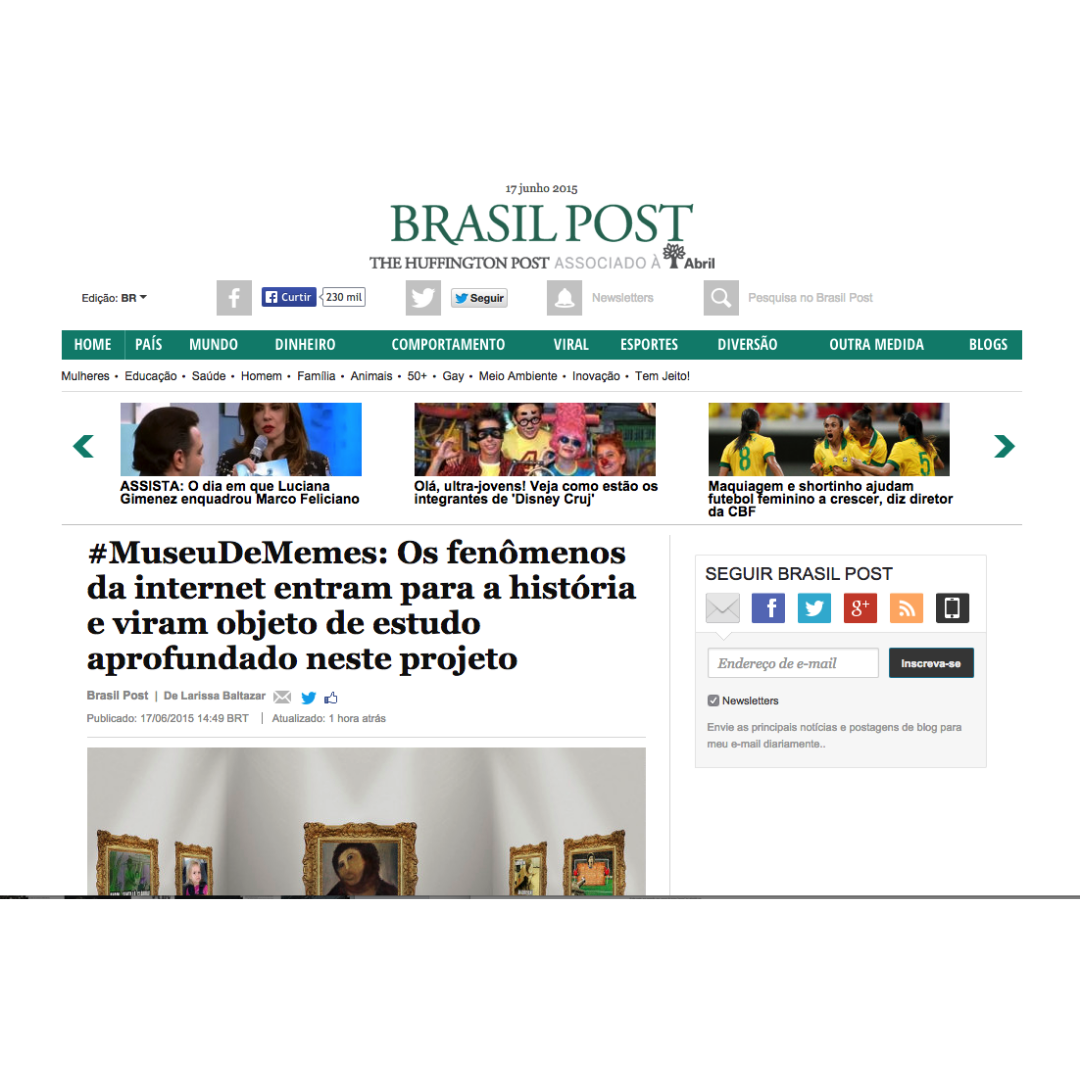 17 junho 2015
BRASIL POST
THE HUFFINGTON POST ASSOCIADO À Abril
Edição: BR
Curtir 230 mil
Seguir
Newsletters
Pesquisa no Brasil Post
HOME PAÍS MUNDO DINHEIRO COMPORTAMENTO VIRAL ESPORTES DIVERSÃO OUTRA MEDIDA BLOGS
Mulheres • Educação • Saúde • Homem • Família • Animais • 50+ • Gay • Meio Ambiente • Inovação • Tem Jeito!
ASSISTA: O dia em que Luciana
Gimenez enquadrou Marco Feliciano
Olá, ultra-jovens! Veja como estão os
integrantes de 'Disney Cruj'
8
5
Maquiagem e shortinho ajudam
futebol feminino a crescer, diz diretor
da CBF
#MuseuDeMemes: Os fenômenos
da internet entram para a história
e viram objeto de estudo
aprofundado neste projeto
Brasil Post | De Larissa Baltazar
Publicado: 17/06/2015 14:49 BRT | Atualizado: 1 hora atrás
SEGUIR BRASIL POST
g+
Endereço de e-mail
Inscreva-se
Newsletters
Envie as principais notícias e postagens de blog para
meu e-mail diariamente..